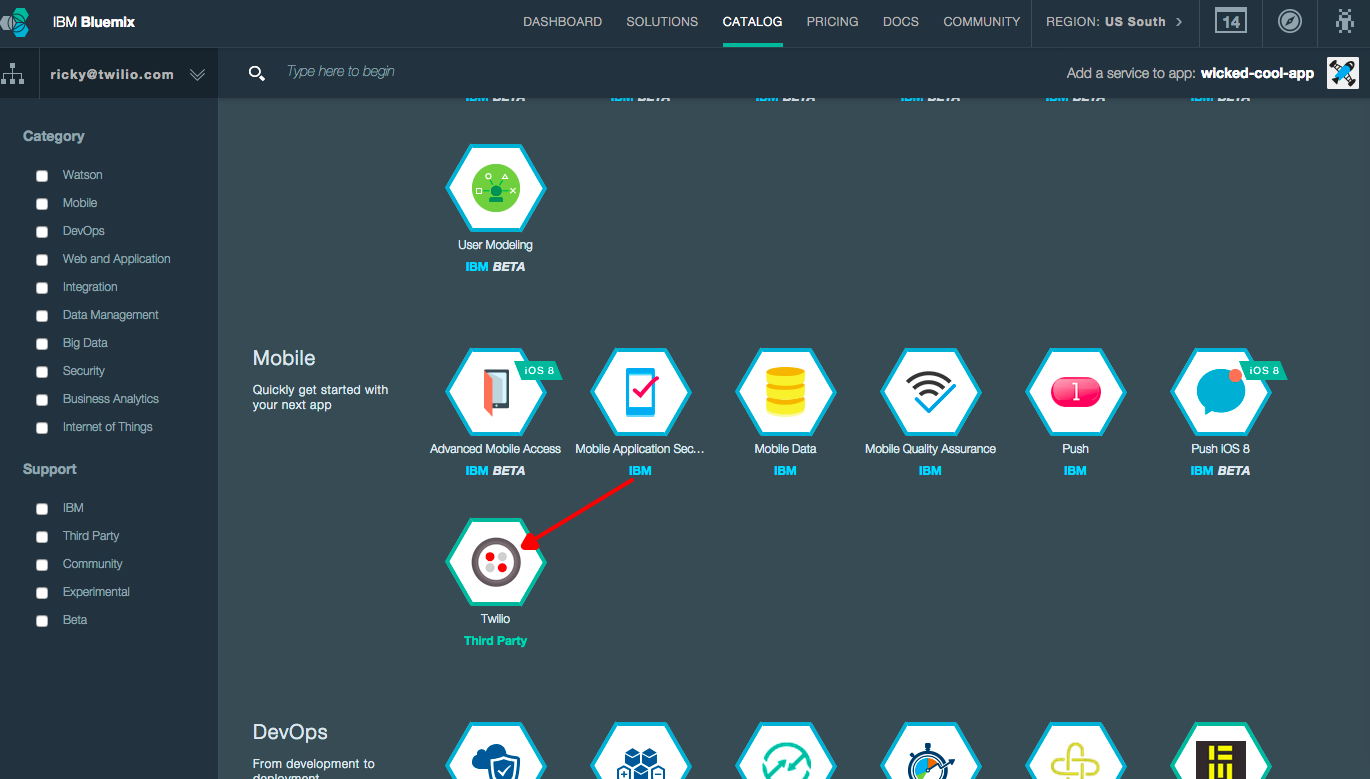 IBM Bluemix
DASHBOARD
SOLUTIONS
CATALOG
PRICING
DOCS
COMMUNITY
REGION: US South
14
ricky@twilio.com
Type here to begin
Add a service to app: wicked-cool-app
IBM BETA
IBM BETA
IBM BETA
IBM BETA
IBM BETA
IBM BETA
Category
Watson
Mobile
DevOps
Web and Application
Integration
Data Management
Big Data
Security
Business Analytics
Internet of Things
Support
IBM
Third Party
Community
Experimental
Beta
User Modeling
IBM BETA
Mobile
Quickly get started with
your next app
iOS 8
Advanced Mobile Access
IBM BETA
Mobile Application Sec...
IBM
Mobile Data
IBM
Mobile Quality Assurance
IBM
1
Push
IBM
iOS 8
Push iOS 8
IBM BETA
Twilio
Third Party
DevOps
From development to
deployment